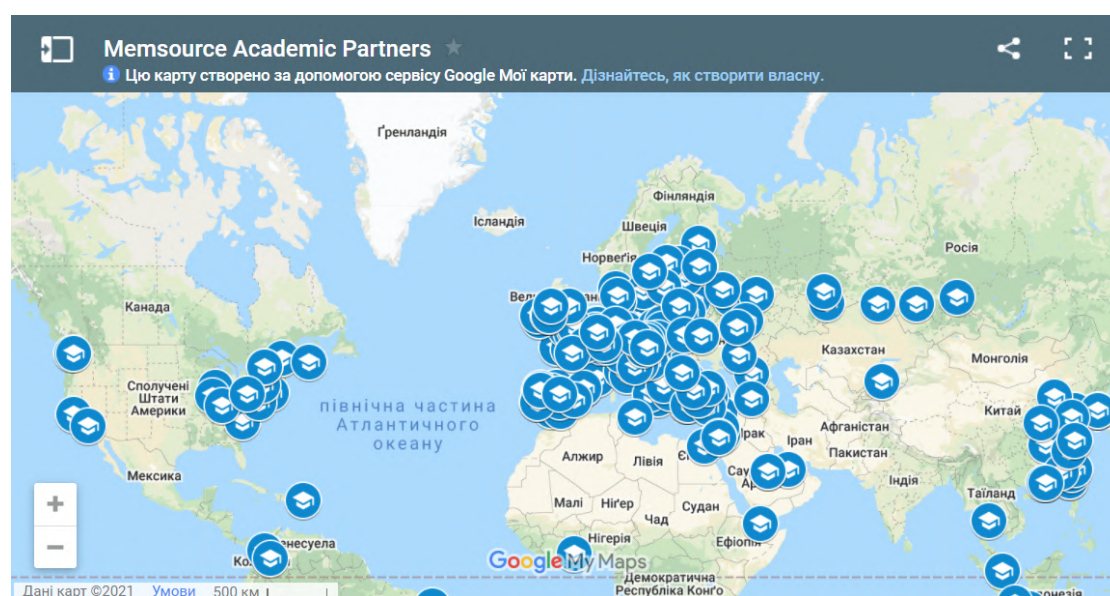 Memsource Academic Partners
Цю карту створено за допомогою сервісу Google Мої карти. Дізнайтесь, як створити власну.
Ґренландія
Фінляндія
Ісландія
Швеція
Росія
Норвегія
Канада
Казахстан
Монголія
Сполучені
Штати
Америки
північна частина
Атлантичного
океану
Китай
Афганістан
Ірак
Іран
Пакистан
Алжир
Лівія
Мексика
Індія
Таїланд
Малі
Нігер
Судан
Чад
Нігерія
Ефіопія
Google My Maps
Демократична
Республіка Конго
Дані карт ©2021
Умови
500 км